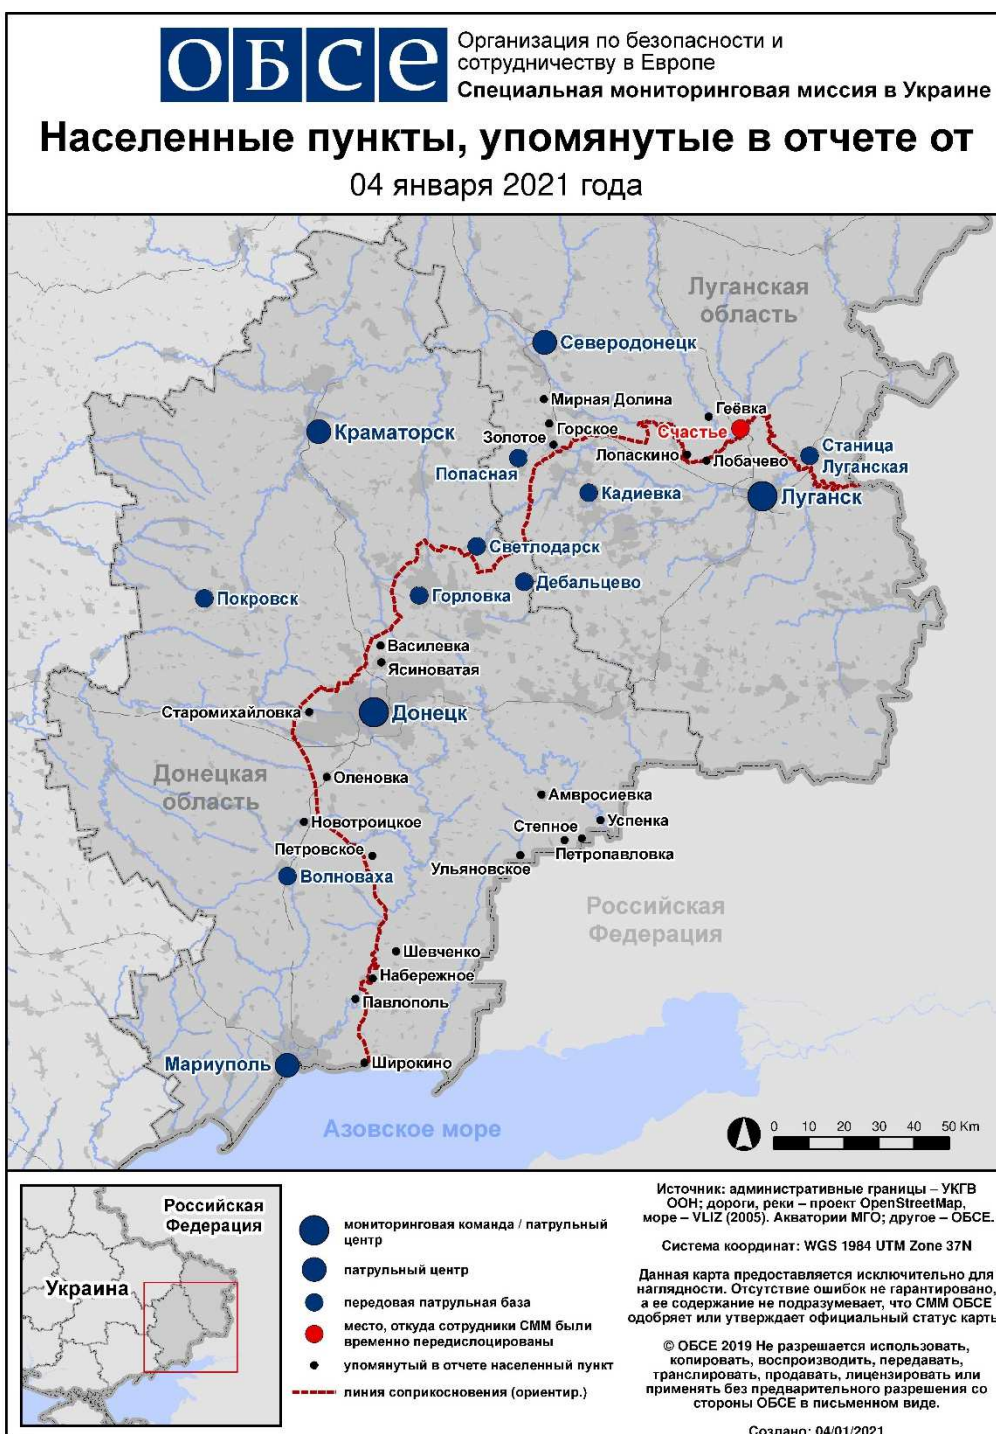 ОБСЕ
Организация по безопасности и
сотрудничеству в Европе
Специальная мониторинговая миссия в Украине
Населенные пункты, упомянутые в отчете от
04 января 2021 года
Луганская
область
Северодонецк
Мирная Долина
Геёвка
Горское
Счастье
Краматорск
Золотое
Станица
Луганская
Лопаскино
Лобачево
Попасная
Кадиевка
Луганск
Светлодарск
Дебальцево
Покровск
Горловка
Василевка
Ясиноватая
Старомихайловка
Донецк
Донецкая
область
Оленовка
Амвросиевка
Новотроицкое
Степное
Успенка
Петровское
Петропавловка
Ульяновское
Волноваха
Российская
Федерация
Шевченко
Набережное
Павлополь
Мариуполь
Широкино
Азовское море
0 10 20 30 40 50 Km
Российская
Федерация
Украина
мониторинговая команда / патрульный
центр
патрульный центр
передовая патрульная база
место, откуда сотрудники СММ были
временно передислоцированы
упомянутый в отчете населенный пункт
линия соприкосновения (ориентир.)
Источник: административные границы – УКГВ
ООН; дороги, реки – проект OpenStreetMap,
море – VLIZ (2005). Акватории МГО; другое – ОБСЕ.
Система координат: WGS 1984 UTM Zone 37N
Данная карта предоставляется исключительно для
наглядности. Отсутствие ошибок не гарантировано,
а ее содержание не подразумевает, что СММ ОБСЕ
одобряет или утверждает официальный статус карты
© ОБСЕ 2019 Не разрешается использовать,
копировать, воспроизводить, передавать,
транслировать, продавать, лицензировать или
применять без предварительного разрешения со
стороны ОБСЕ в письменном виде.
Создано: 04/01/2021